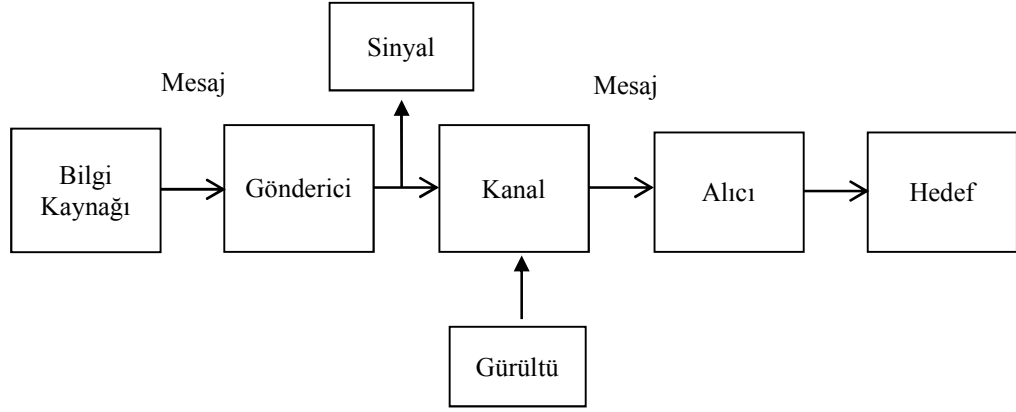 Sinyal
Mesaj
Mesaj
Bilgi
Kaynağı
Gönderici
Kanal
Alıcı
Hedef
Gürültü